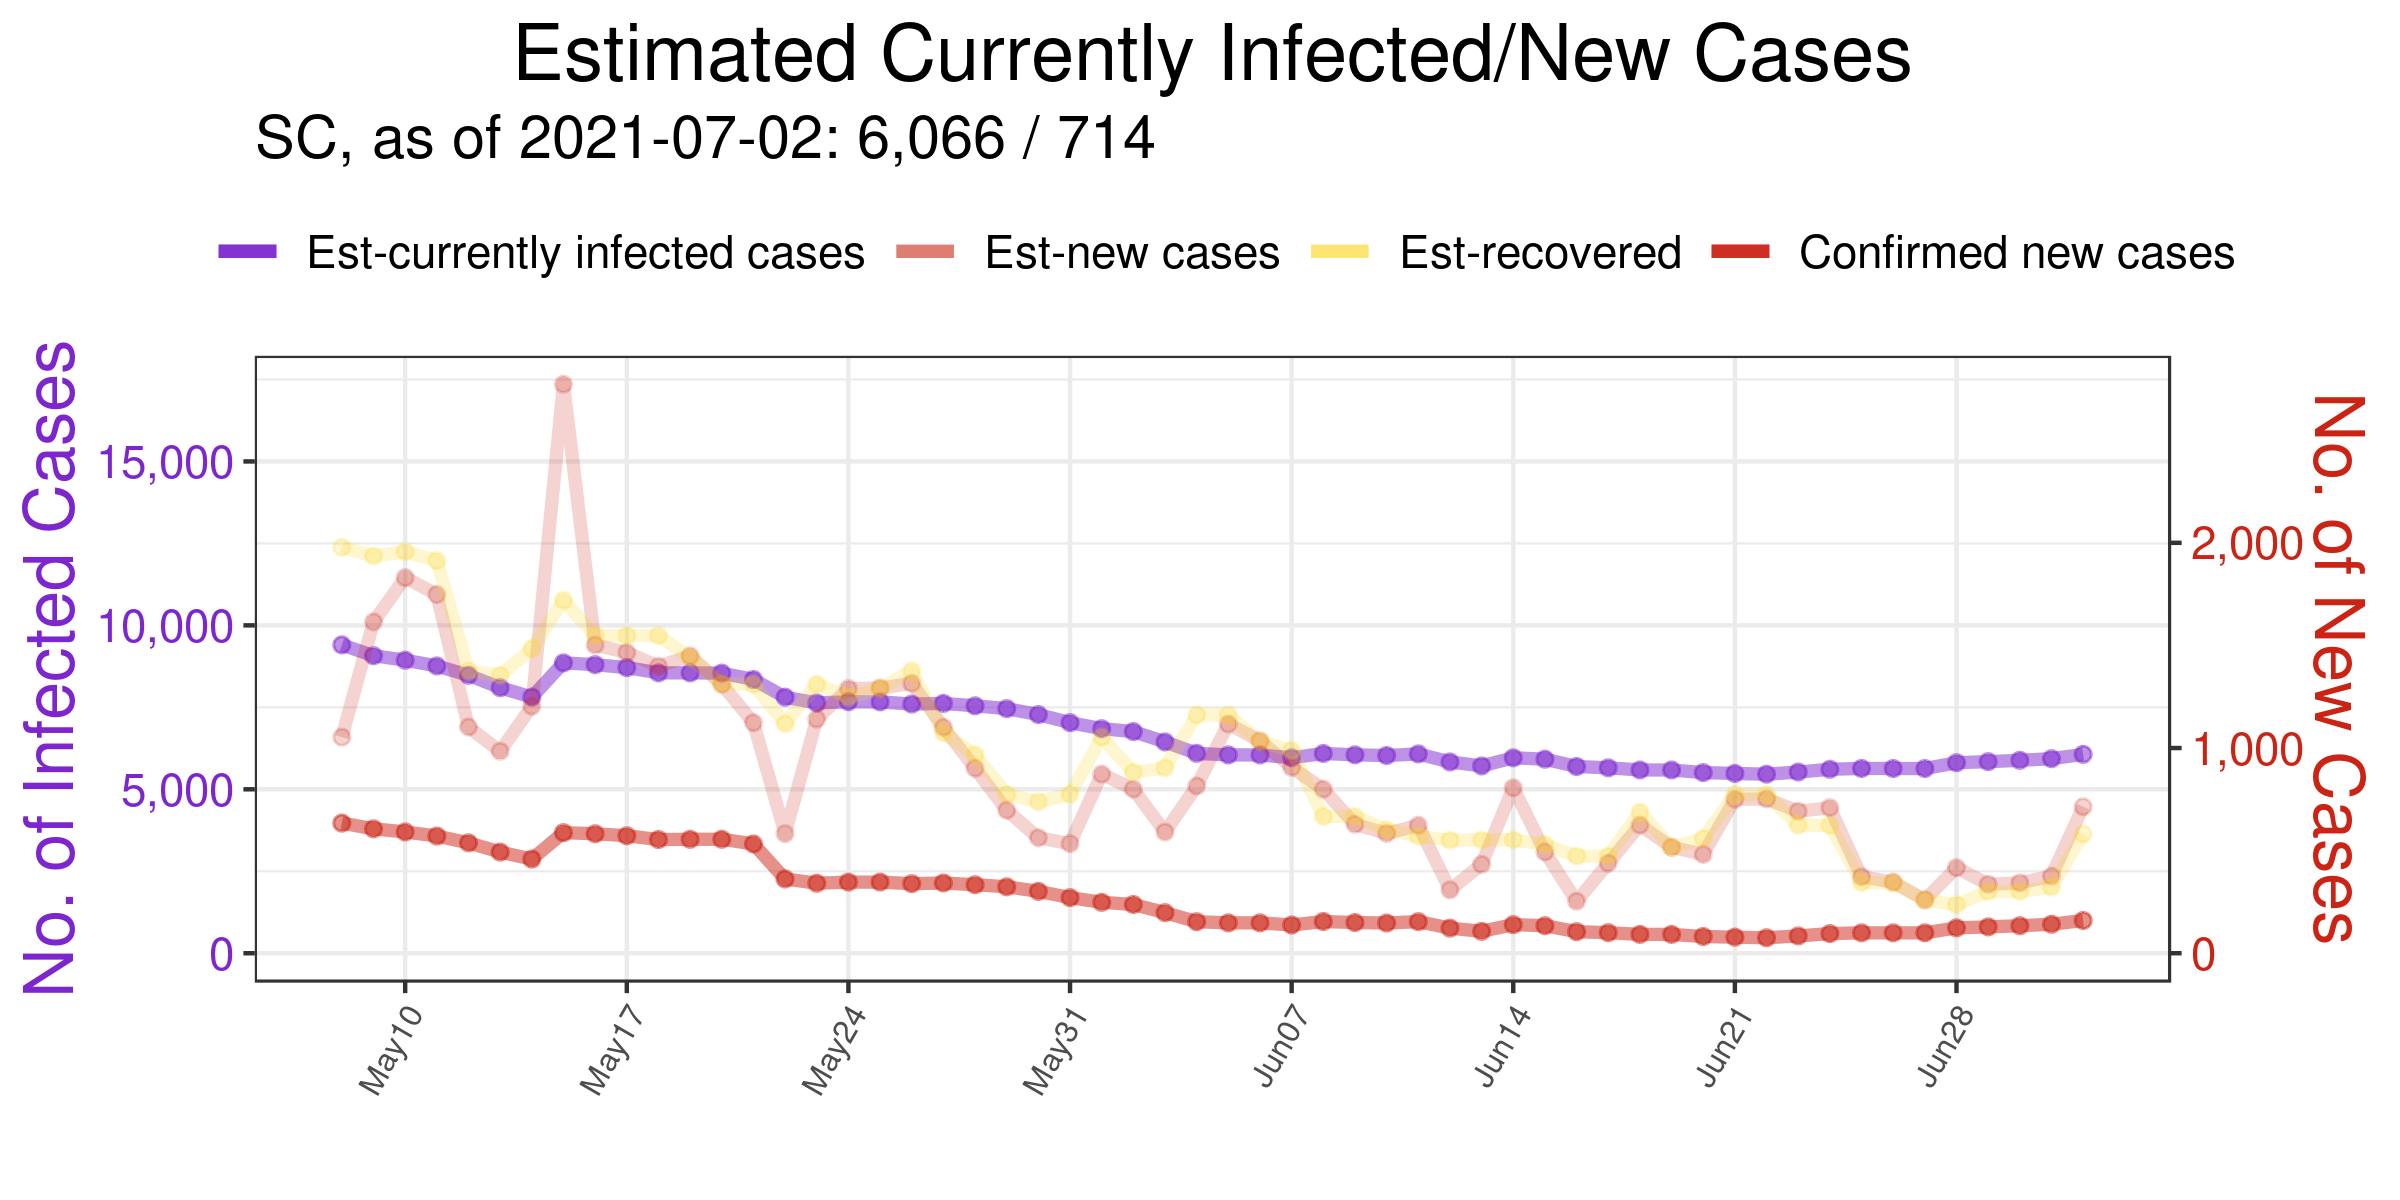 Estimated Currently Infected/New Cases
SC, as of 2021-07-02: 6,066 / 714
Est-currently infected cases Est-new cases Est-recovered Confirmed new cases
No. of Infected Cases
15,000
10,000
5,000
0
2,000
1,000
0
No. of New Cases
May10 May17 May24 May31 Jun07 Jun14 Jun21 Jun28